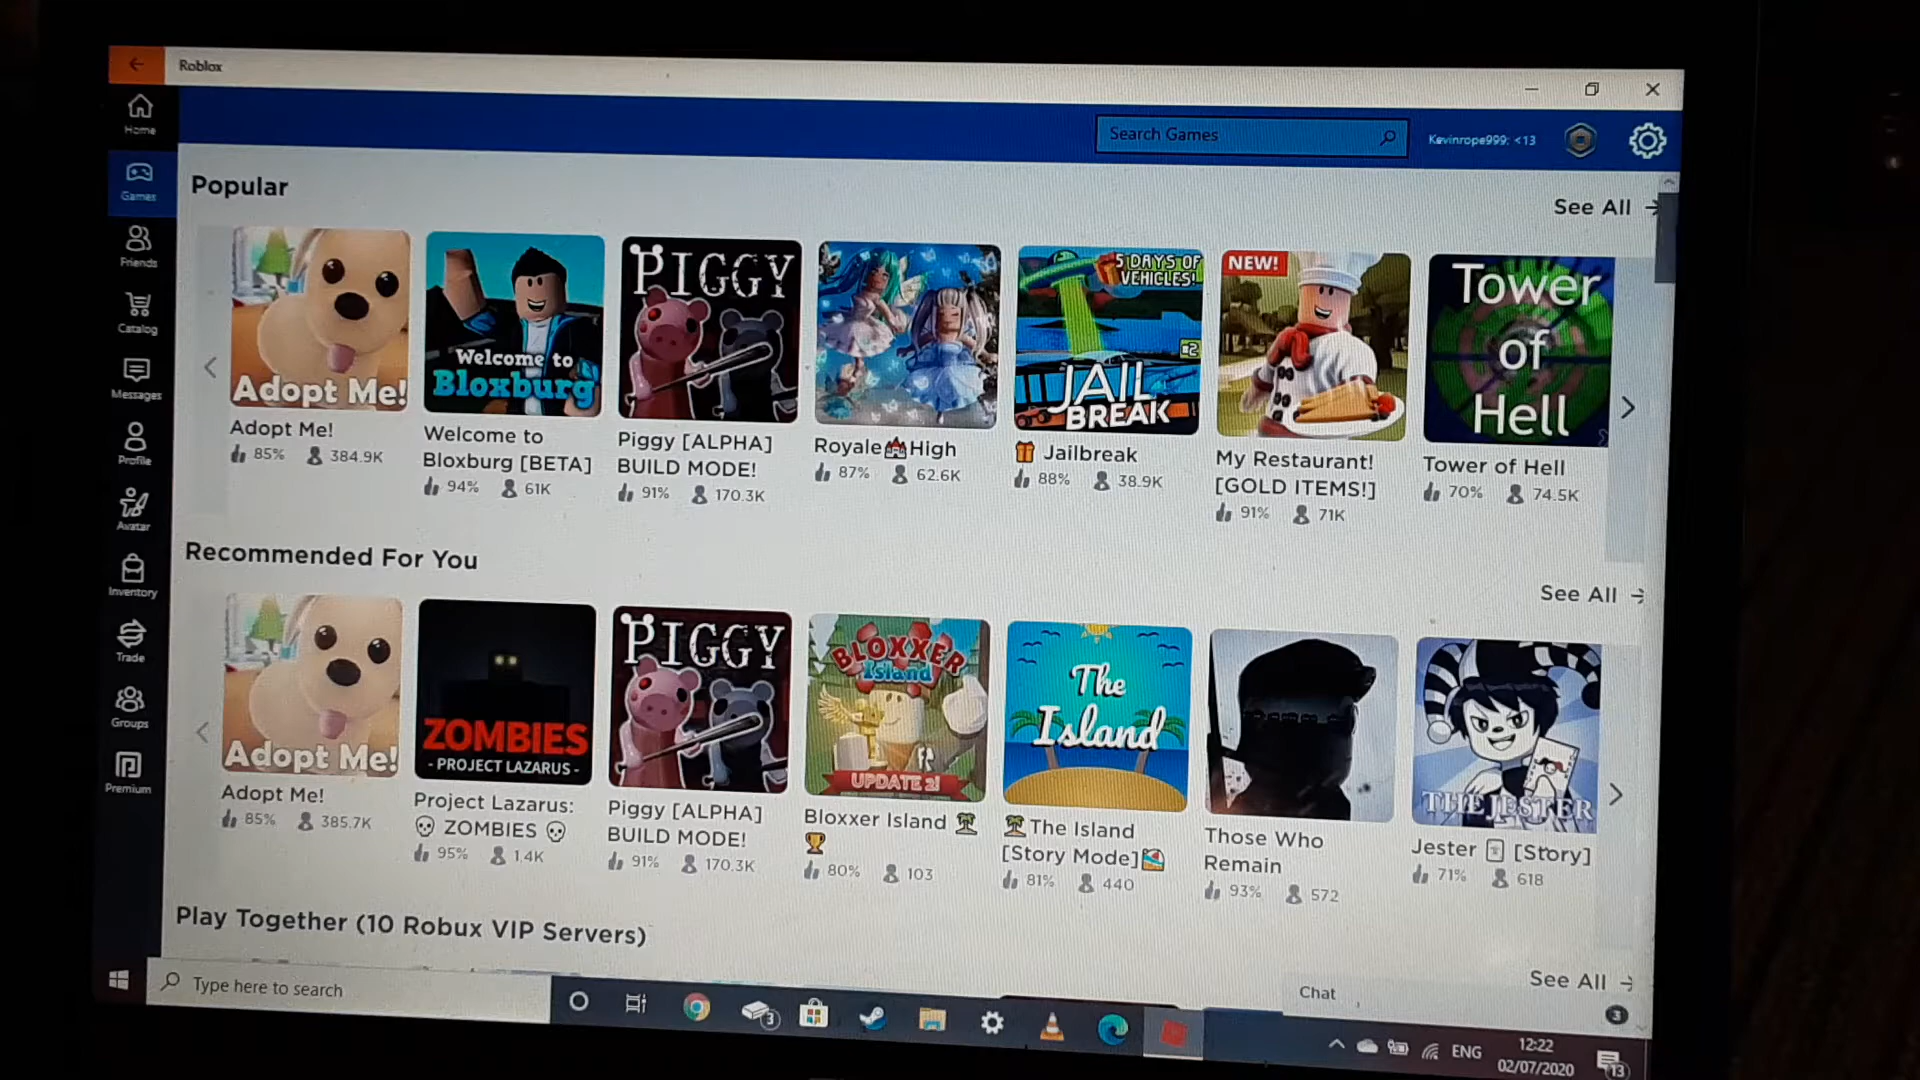 Roblox
Home
Search Games
Kevinrope999: <13
Games
Popular
See All
Friends
Catalog
Messages
Profile
Avatar
Inventory
Trade
Groups
Premium
Adopt Me!
Welcome to
Bloxburg
PIGGY
5 DAYS OF
VEHICLES!
#2
JAIL
BREAK
NEW!
Tower
of
Hell
Adopt Me!
85% 384.9K
Welcome to
Bloxburg [BETA]
94% 61K
Piggy [ALPHA]
BUILD MODE!
91% 170.3K
Royale🏰High
87% 62.6K
🎁 Jailbreak
88% 38.9K
My Restaurant!
[GOLD ITEMS!]
91% 71K
Tower of Hell
70% 74.5K
Recommended For You
See All
Adopt Me!
ZOMBIES
- PROJECT LAZARUS -
PIGGY
BLOXXER
Island
UPDATE 2!
The
Island
THE JESTER
Adopt Me!
85% 385.7K
Project Lazarus:
💀 ZOMBIES 💀
95% 1.4K
Piggy [ALPHA]
BUILD MODE!
91% 170.3K
Bloxxer Island 🏝
🏆
80% 103
🏝The Island
[Story Mode]🏖
81% 440
Those Who
Remain
93% 572
Jester 🃏 [Story]
71% 618
Play Together (10 Robux VIP Servers)
See All
Chat
3
Type here to search
3
ENG
12:22
02/07/2020
13